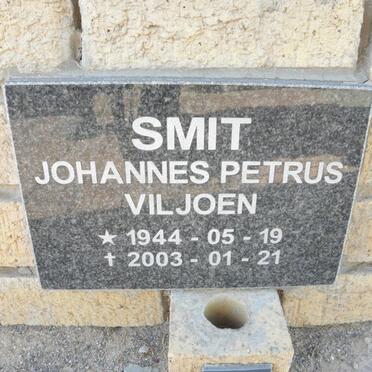 SMIT
JOHANNES PETRUS
VILJOEN
★ 1944 - 05 - 19
✝ 2003 - 01 - 21